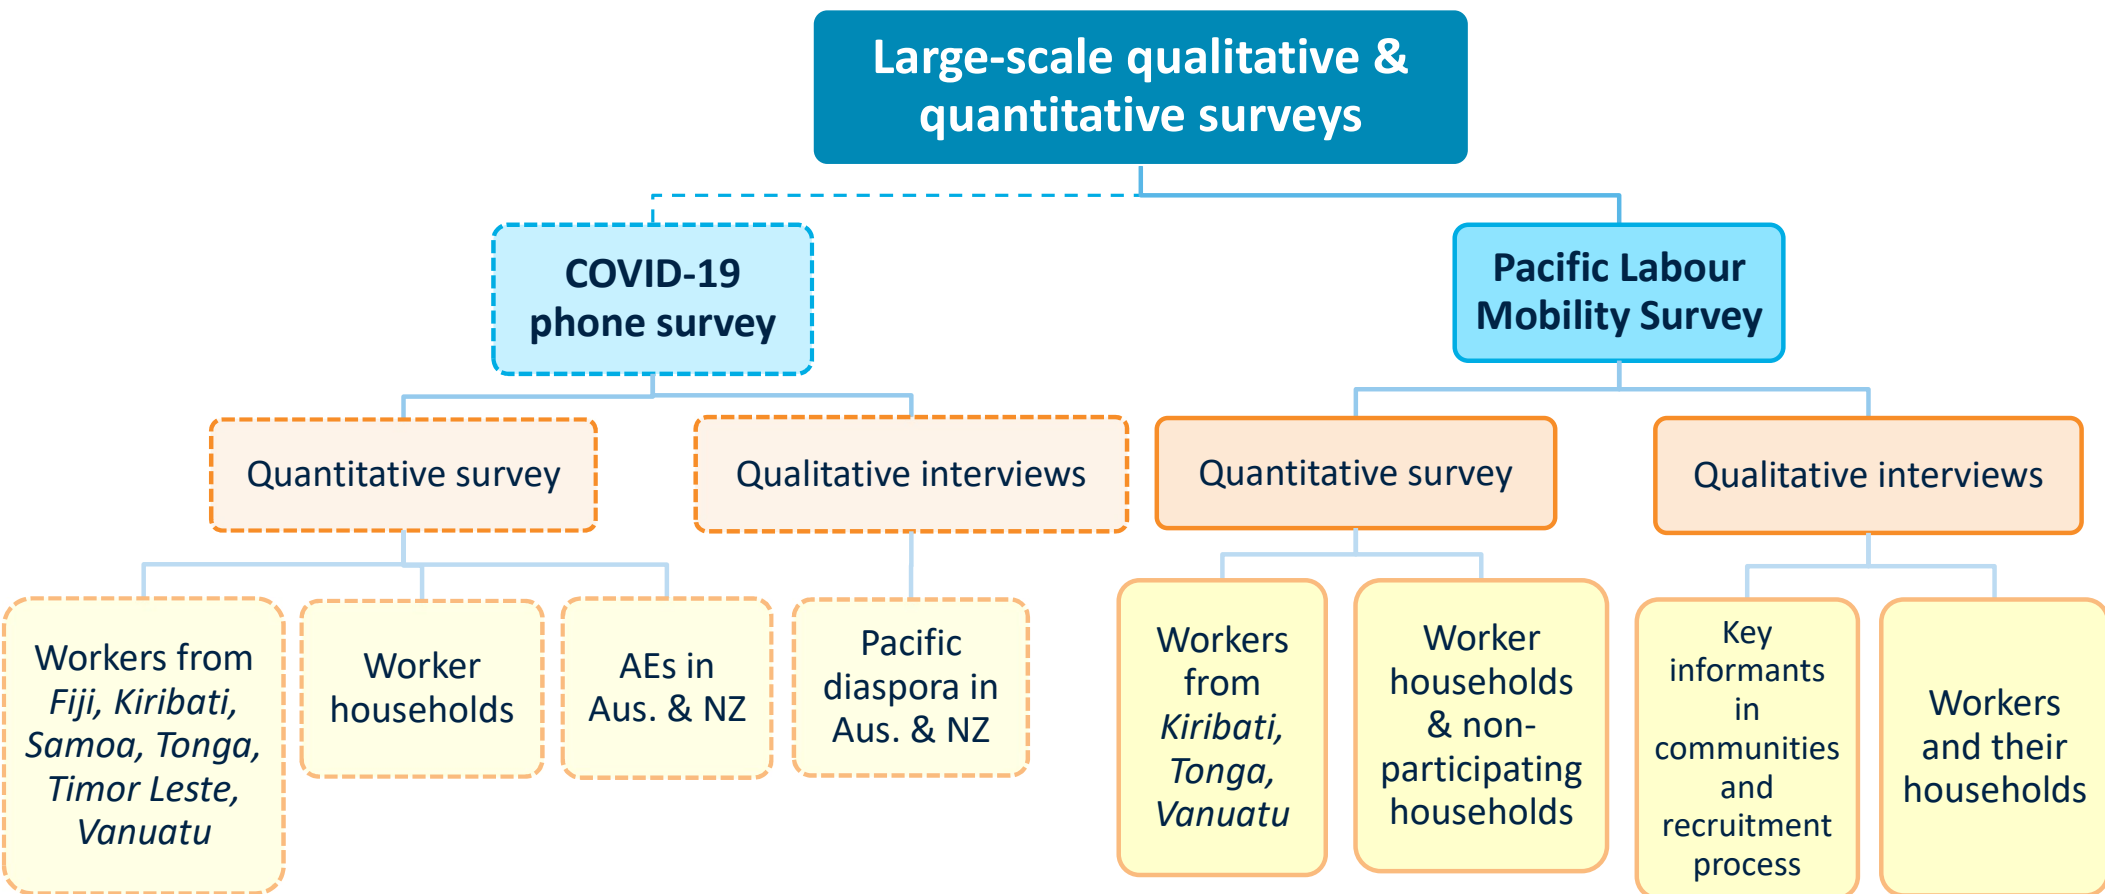 Large-scale qualitative &
quantitative surveys
COVID-19
phone survey
Pacific Labour
Mobility Survey
Quantitative survey
Qualitative interviews
Quantitative survey
Qualitative interviews
Workers from
Fiji, Kiribati,
Samoa, Tonga,
Timor Leste,
Vanuatu
Worker
households
AEs in
Aus. & NZ
Pacific
diaspora in
Aus. & NZ
Workers
from
Kiribati,
Tonga,
Vanuatu
Worker
households
& non-
participating
households
Key
informants
in
communities
and
recruitment
process
Workers
and their
households